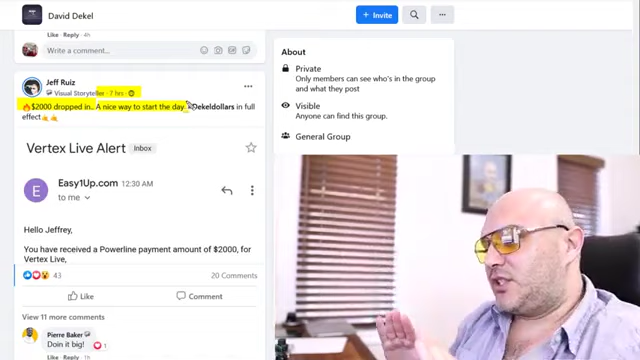 David Dekel
+ Invite
Like · Reply · 4h
Write a comment...
About
Private
Only members can see who's in the group
and what they post
Visible
Anyone can find this group.
General Group
Jeff Ruiz
Visual Storyteller · 7 hrs ·
🔥$2000 dropped in.. A nice way to start the day Dekeldollars in full
effect🤙🤙
Vertex Live Alert
Inbox
E
Easy1Up.com 12:30 AM
to me
Hello Jeffrey,
You have received a Powerline payment amount of $2000, for
Vertex Live,
43
20 Comments
Like
Comment
View 11 more comments
Pierre Baker
Doin it big!
1
Like · Reply · 1h